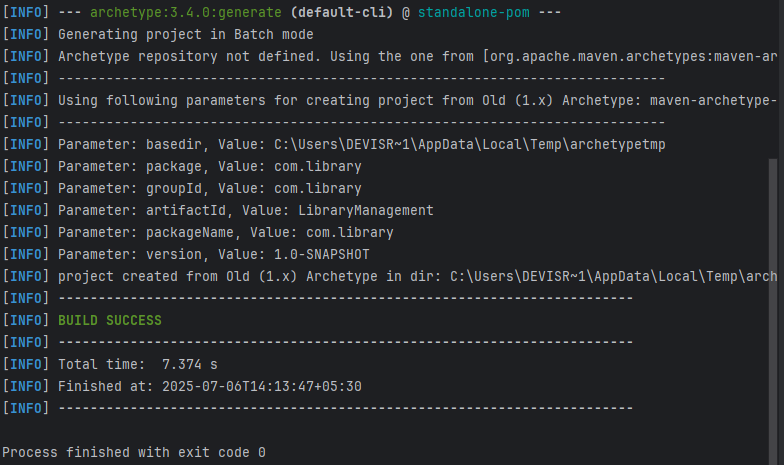 [INFO] --- archetype:3.4.0:generate (default-cli) @ standalone-pom ---
[INFO] Generating project in Batch mode
[INFO] Archetype repository not defined. Using the one from [org.apache.maven.archetypes:maven-ar
[INFO] ----------------------------------------------------------------------------
[INFO] Using following parameters for creating project from Old (1.x) Archetype: maven-archetype-
[INFO] ----------------------------------------------------------------------------
[INFO] Parameter: basedir, Value: C:\Users\DEVISR~1\AppData\Local\Temp\archetypetmp
[INFO] Parameter: package, Value: com.library
[INFO] Parameter: groupId, Value: com.library
[INFO] Parameter: artifactId, Value: LibraryManagement
[INFO] Parameter: packageName, Value: com.library
[INFO] Parameter: version, Value: 1.0-SNAPSHOT
[INFO] project created from Old (1.x) Archetype in dir: C:\Users\DEVISR~1\AppData\Local\Temp\arch
[INFO] ------------------------------------------------------------------------
[INFO] BUILD SUCCESS
[INFO] ------------------------------------------------------------------------
[INFO] Total time:  7.374 s
[INFO] Finished at: 2025-07-06T14:13:47+05:30
[INFO] ------------------------------------------------------------------------
Process finished with exit code 0